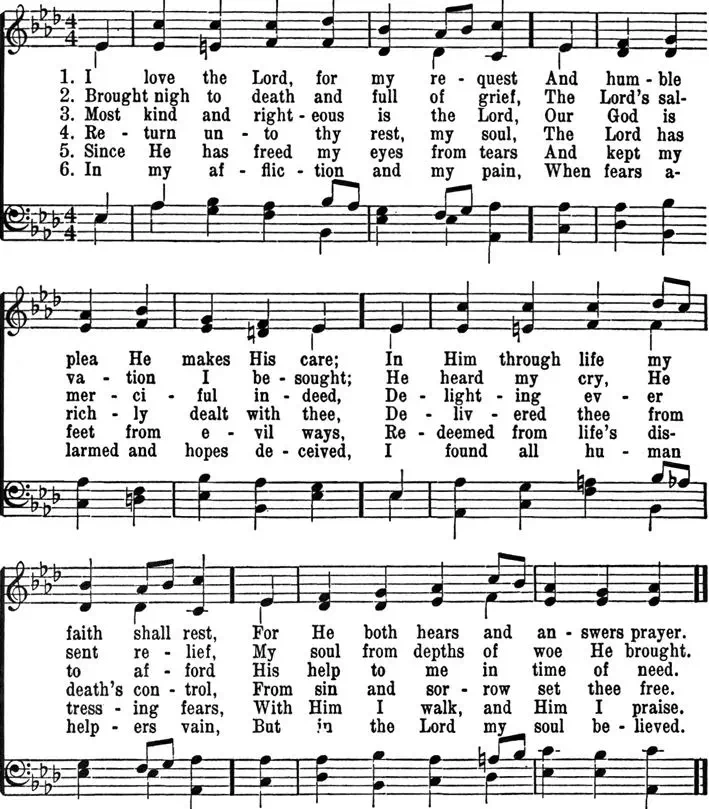 4
4
1. I love the Lord, for my re - quest And hum - ble
2. Brought nigh to death and full of grief, The Lord's sal-
3. Most kind and right - eous is the Lord, Our God is
4. Re - turn un - to thy rest, my soul, The Lord has
5. Since He has freed my eyes from tears And kept my
6. In my af - flic - tion and my pain, When fears a-
4
4
plea He makes His care; In Him through life my
va - tion I be - sought; He heard my cry, He
mer - ci - ful in - deed, De - light - ing ev - er
rich - ly dealt with thee, De - liv - ered thee from
feet from e - vil ways, Re - deemed from life's dis-
larmed and hopes de - ceived, I found all hu - man
faith shall rest, For He both hears and an - swers prayer.
sent re - lief, My soul from depths of woe He brought.
to af - ford His help to me in time of need.
death's con - trol, From sin and sor - row set thee free.
tress - ing fears, With Him I walk, and Him I praise.
help - ers vain, But in the Lord my soul be - lieved.